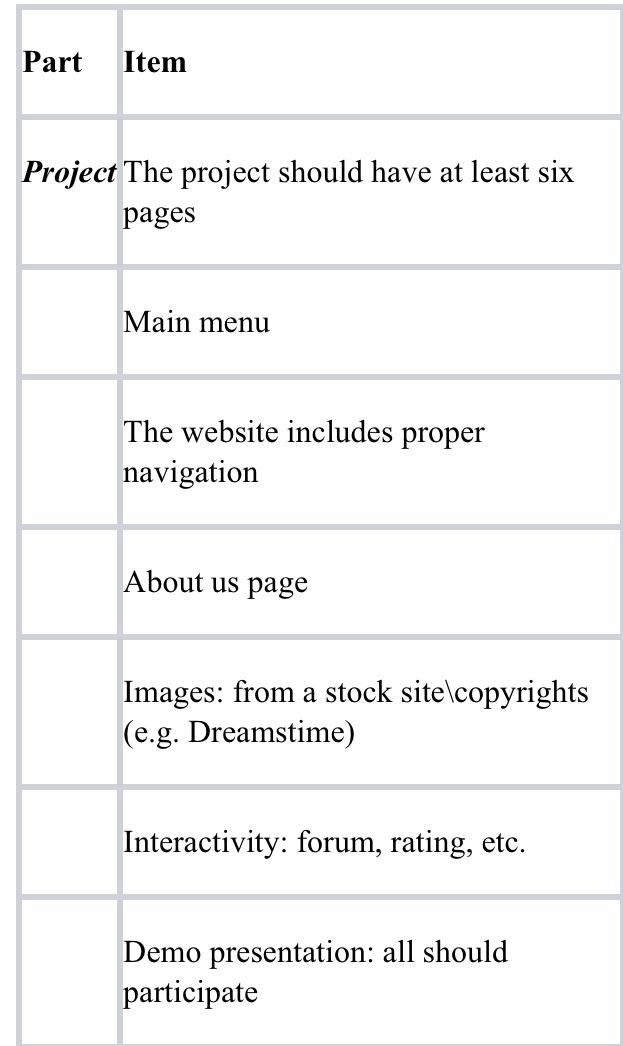 Part Item
Project The project should have at least six
pages
Main menu
The website includes proper
navigation
About us page
Images: from a stock site\copyrights
(e.g. Dreamstime)
Interactivity: forum, rating, etc.
Demo presentation: all should
participate